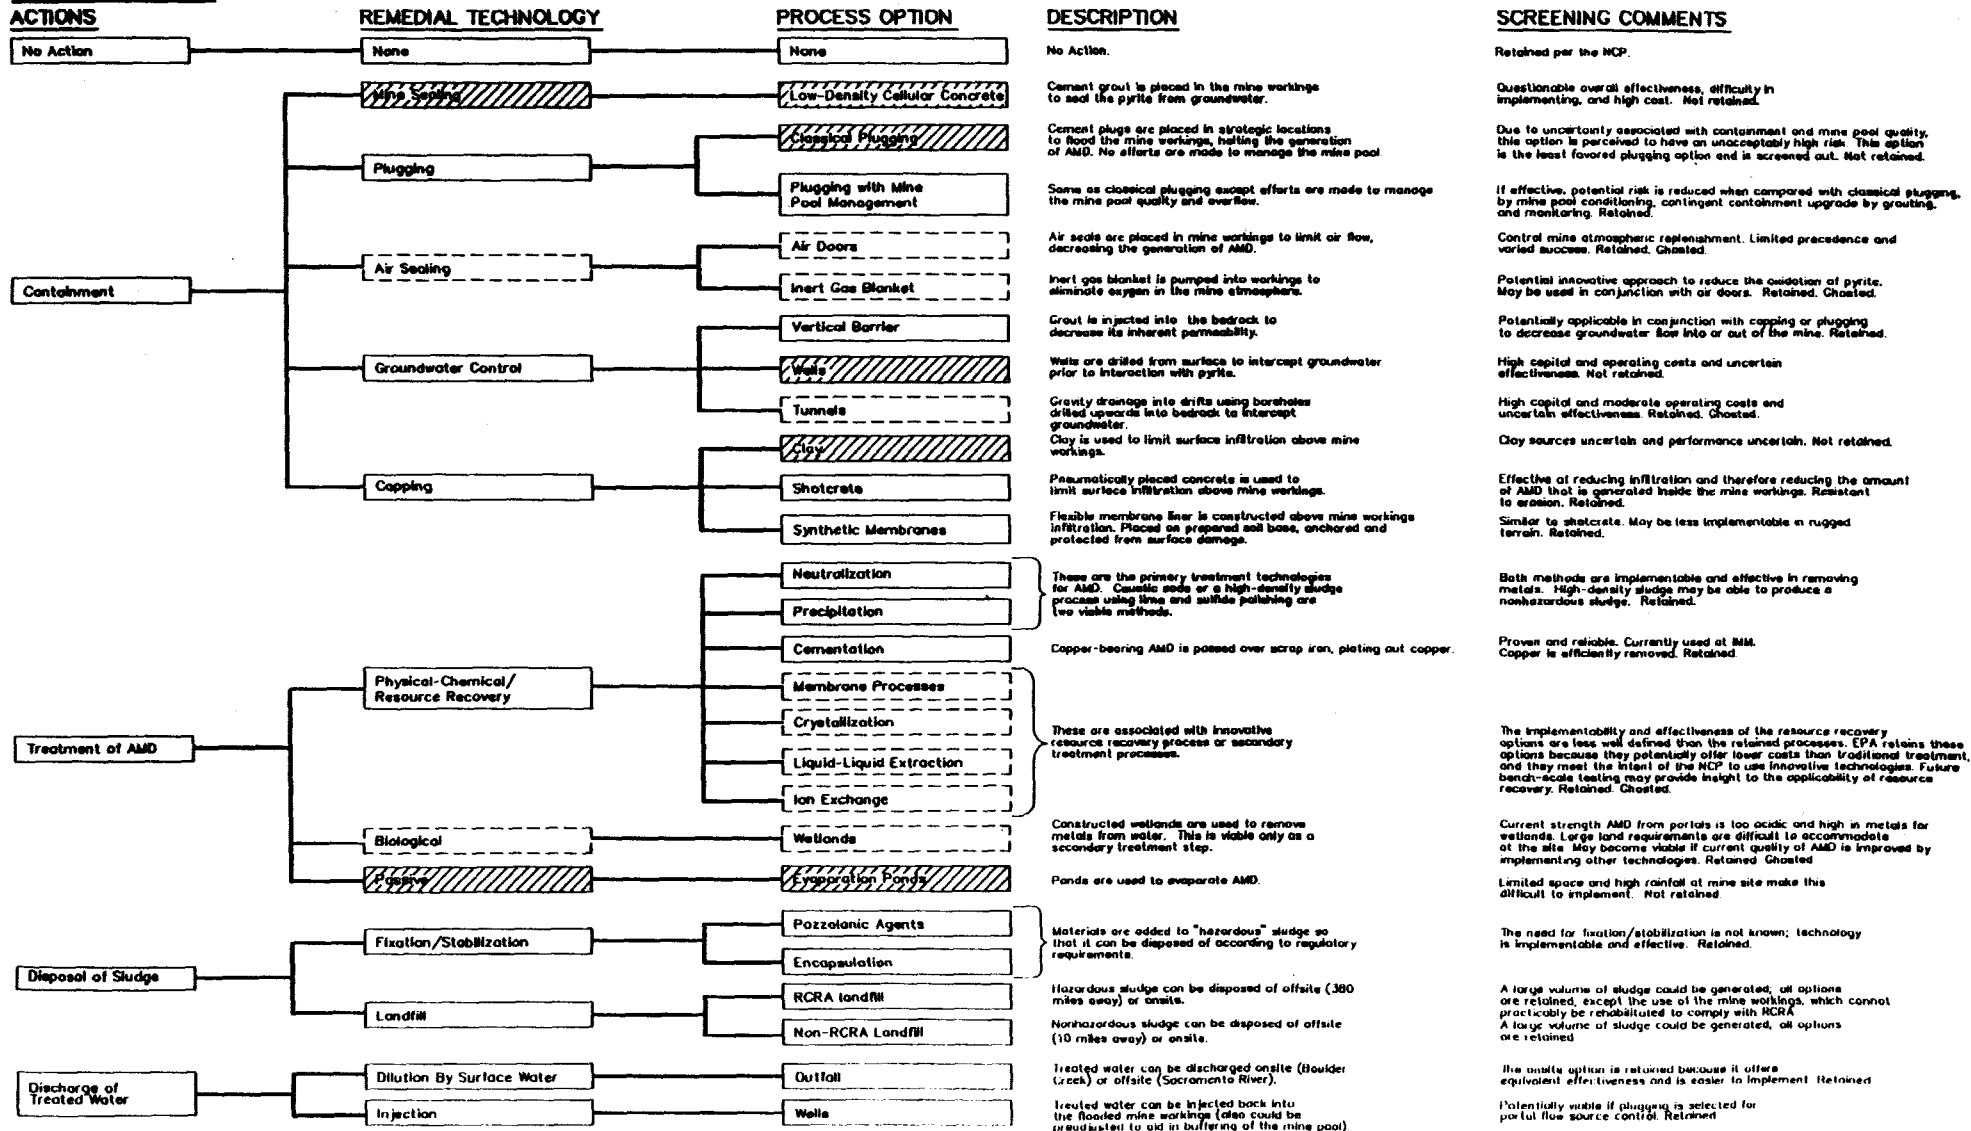 ACTIONS
REMEDIAL TECHNOLOGY
PROCESS OPTION
DESCRIPTION
SCREENING COMMENTS
No Action
None
None
No Action.
Retained per the NCP.
Containment
Mine Sealing
Low-Density Cellular Concrete
Cement grout is placed in the mine workings
to seal the pyrite from groundwater.
Questionable overall effectiveness, difficulty in
implementing, and high cost. Not retained.
Plugging
Classical Plugging
Cement plugs are placed in strategic locations
to flood the mine workings, halting the generation
of AMD. No efforts are made to manage the mine pool
Due to uncertainty associated with containment and mine pool quality,
this option is perceived to have an unacceptably high risk. This option
is the least favored plugging option and is screened out. Not retained.
Plugging with Mine
Pool Management
Same as classical plugging except efforts are made to manage
the mine pool quality and overflow.
If effective, potential risk is reduced when compared with classical plugging,
by mine pool conditioning, contingent containment upgrade by grouting,
and monitoring. Retained.
Air Sealing
Air Doors
Air seals are placed in mine workings to limit air flow,
decreasing the generation of AMD.
Control mine atmospheric replenishment. Limited precedence and
varied success. Retained. Ghosted.
Inert Gas Blanket
Inert gas blanket is pumped into workings to
eliminate oxygen in the mine atmosphere.
Potential innovative approach to reduce the oxidation of pyrite.
May be used in conjunction with air doors. Retained. Ghosted.
Groundwater Control
Vertical Barrier
Grout is injected into the bedrock to
decrease its inherent permeability.
Potentially applicable in conjunction with capping or plugging
to decrease groundwater flow into or out of the mine. Retained.
Wells
Wells are drilled from surface to intercept groundwater
prior to interaction with pyrite.
High capital and operating costs and uncertain
effectiveness. Not retained.
Tunnels
Gravity drainage into drifts using boreholes
drilled upwards into bedrock to intercept
groundwater.
High capital and moderate operating costs and
uncertain effectiveness. Retained. Ghosted.
Capping
Clay
Clay is used to limit surface infiltration above mine
workings.
Clay sources uncertain and performance uncertain. Not retained.
Shotcrete
Pneumatically placed concrete is used to
limit surface infiltration above mine workings.
Effective at reducing infiltration and therefore reducing the amount
of AMD that is generated inside the mine workings. Resistant
to erosion. Retained.
Synthetic Membranes
Flexible membrane liner is constructed above mine workings
infiltration. Placed on prepared soil base, anchored and
protected from surface damage.
Similar to shotcrete. May be less implementable in rugged
terrain. Retained.
Treatment of AMD
Physical-Chemical/
Resource Recovery
Neutralization
Precipitation
These are the primary treatment technologies
for AMD. Caustic soda or a high-density sludge
process using lime and sulfide polishing are
two viable methods.
Both methods are implementable and effective in removing
metals. High-density sludge may be able to produce a
nonhazardous sludge. Retained.
Cementation
Copper-bearing AMD is passed over scrap iron, plating out copper.
Proven and reliable. Currently used at IMM.
Copper is efficiently removed. Retained.
Membrane Processes
Crystallization
Liquid-Liquid Extraction
Ion Exchange
These are associated with innovative
resource recovery process or secondary
treatment processes.
The implementability and effectiveness of the resource recovery
options are less well defined than the retained processes. EPA retains these
options because they potentially offer lower costs than traditional treatment,
and they meet the intent of the NCP to use innovative technologies. Future
bench-scale testing may provide insight to the applicability of resource
recovery. Retained. Ghosted.
Biological
Wetlands
Constructed wetlands are used to remove
metals from water. This is viable only as a
secondary treatment step.
Current strength AMD from portals is too acidic and high in metals for
wetlands. Large land requirements are difficult to accommodate
at the site. May become viable if current quality of AMD is improved by
implementing other technologies. Retained Ghosted
Passive
Evaporation Ponds
Ponds are used to evaporate AMD.
Limited space and high rainfall at mine site make this
difficult to implement. Not retained
Disposal of Sludge
Fixation/Stabilization
Pozzolanic Agents
Encapsulation
Materials are added to "hazardous" sludge so
that it can be disposed of according to regulatory
requirements.
The need for fixation/stabilization is not known; technology
is implementable and effective. Retained.
Landfill
RCRA landfill
Hazardous sludge can be disposed of offsite (380
miles away) or onsite.
A large volume of sludge could be generated; all options
are retained, except the use of the mine workings, which cannot
practicably be rehabilitated to comply with RCRA
Non-RCRA Landfill
Nonhazardous sludge can be disposed of offsite
(10 miles away) or onsite.
A large volume of sludge could be generated, all options
are retained
Discharge of
Treated Water
Dilution By Surface Water
Outfall
Treated water can be discharged onsite (Boulder
Creek) or offsite (Sacramento River).
The onsite option is retained because it offers
equivalent effectiveness and is easier to implement Retained
Injection
Wells
Treated water can be injected back into
the flooded mine workings (also could be
preadjusted to aid in buffering of the mine pool).
Potentially viable if plugging is selected for
portal flow source control. Retained